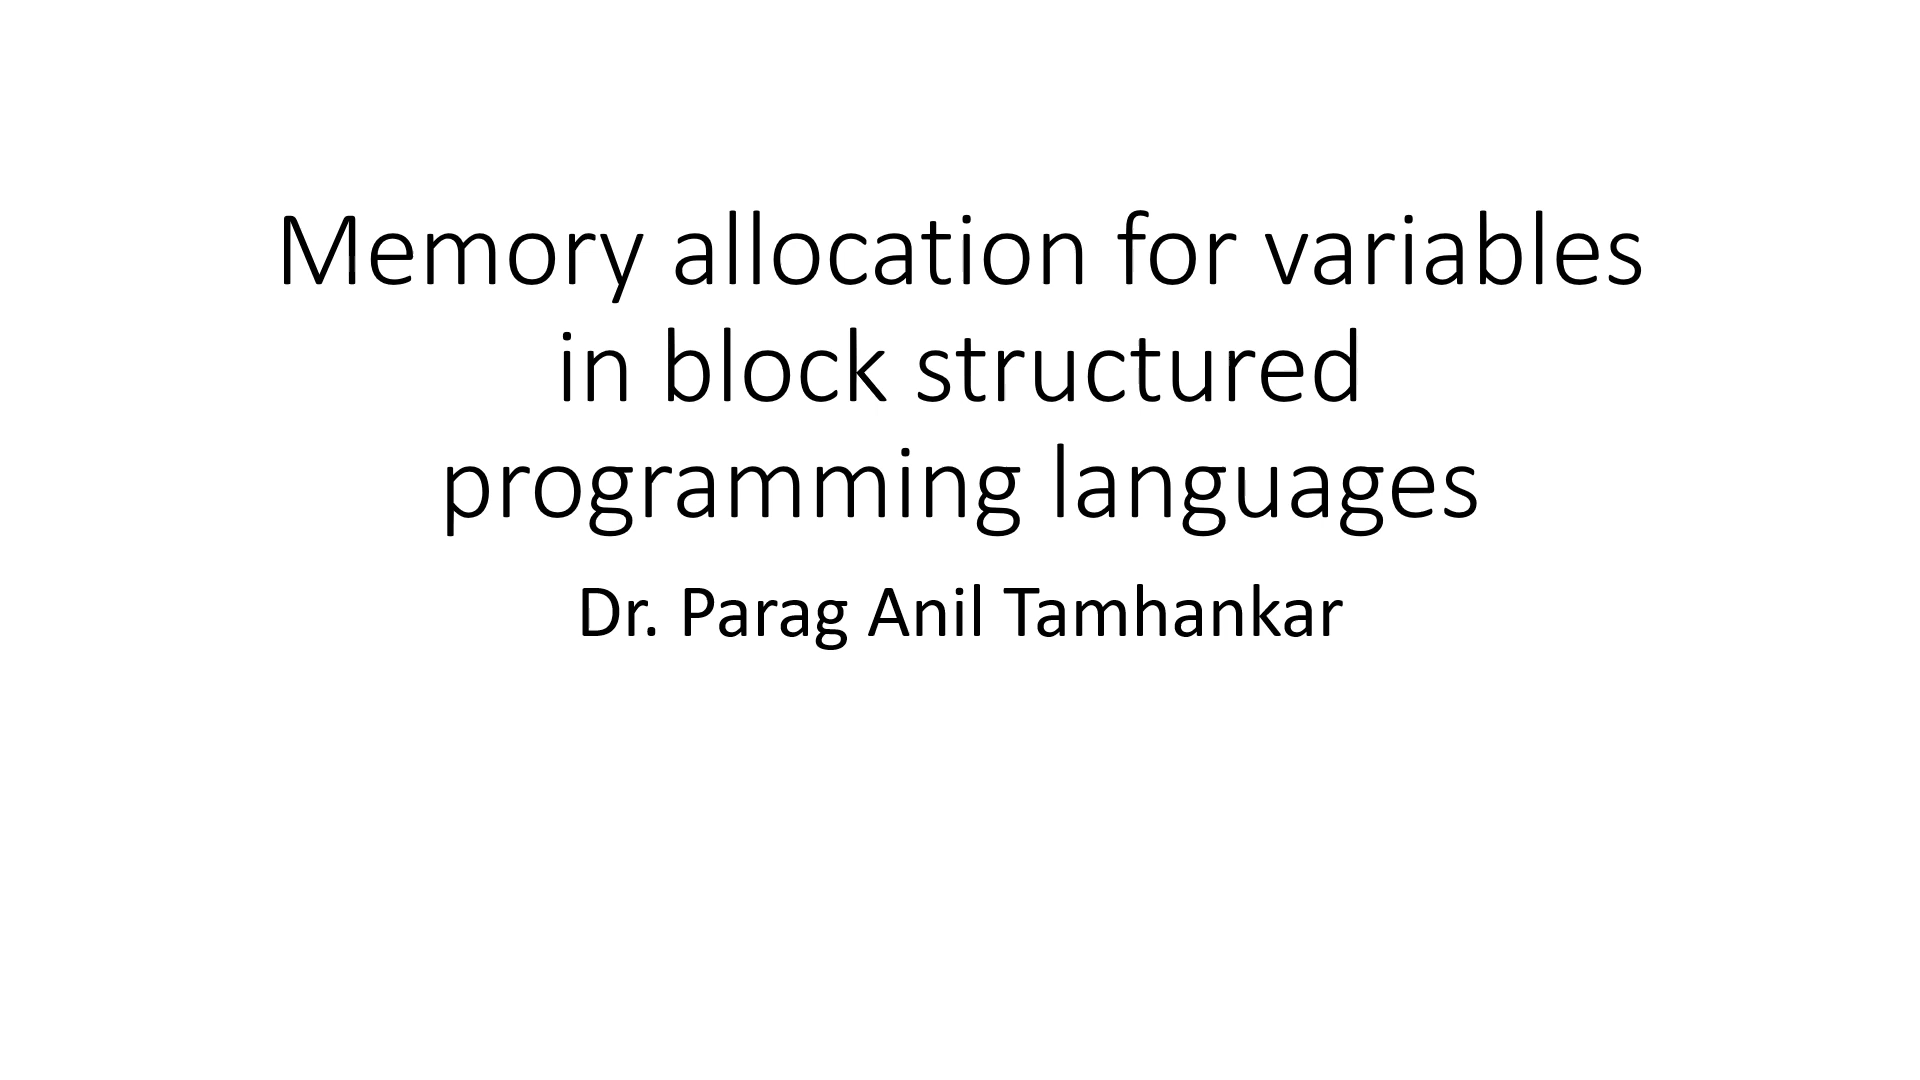 Memory allocation for variables
in block structured
programming languages
Dr. Parag Anil Tamhankar